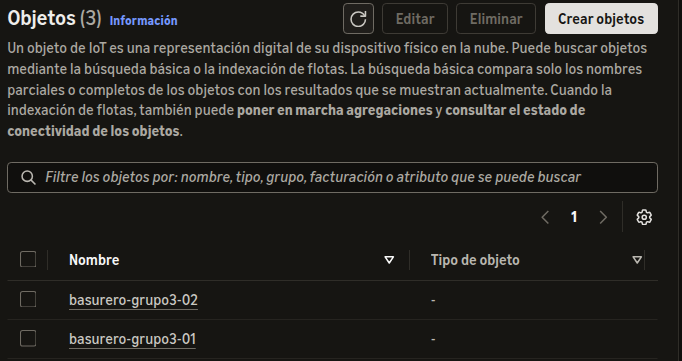 Objetos (3) Información
Editar
Eliminar
Crear objetos
Un objeto de IoT es una representación digital de su dispositivo físico en la nube. Puede buscar objetos
mediante la búsqueda básica o la indexación de flotas. La búsqueda básica compara solo los nombres
parciales o completos de los objetos con los resultados que se muestran actualmente. Cuando la
indexación de flotas, también puede poner en marcha agregaciones y consultar el estado de
conectividad de los objetos.
Filtre los objetos por: nombre, tipo, grupo, facturación o atributo que se puede buscar
1
Nombre
Tipo de objeto
basurero-grupo3-02
-
basurero-grupo3-01
-